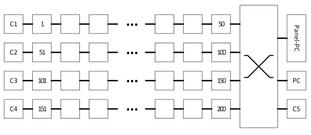 C1 1 ••• 50 Panel-PC
C2 51 ••• 100
C3 101 ••• 150 PC
C4 151 ••• 200 C5